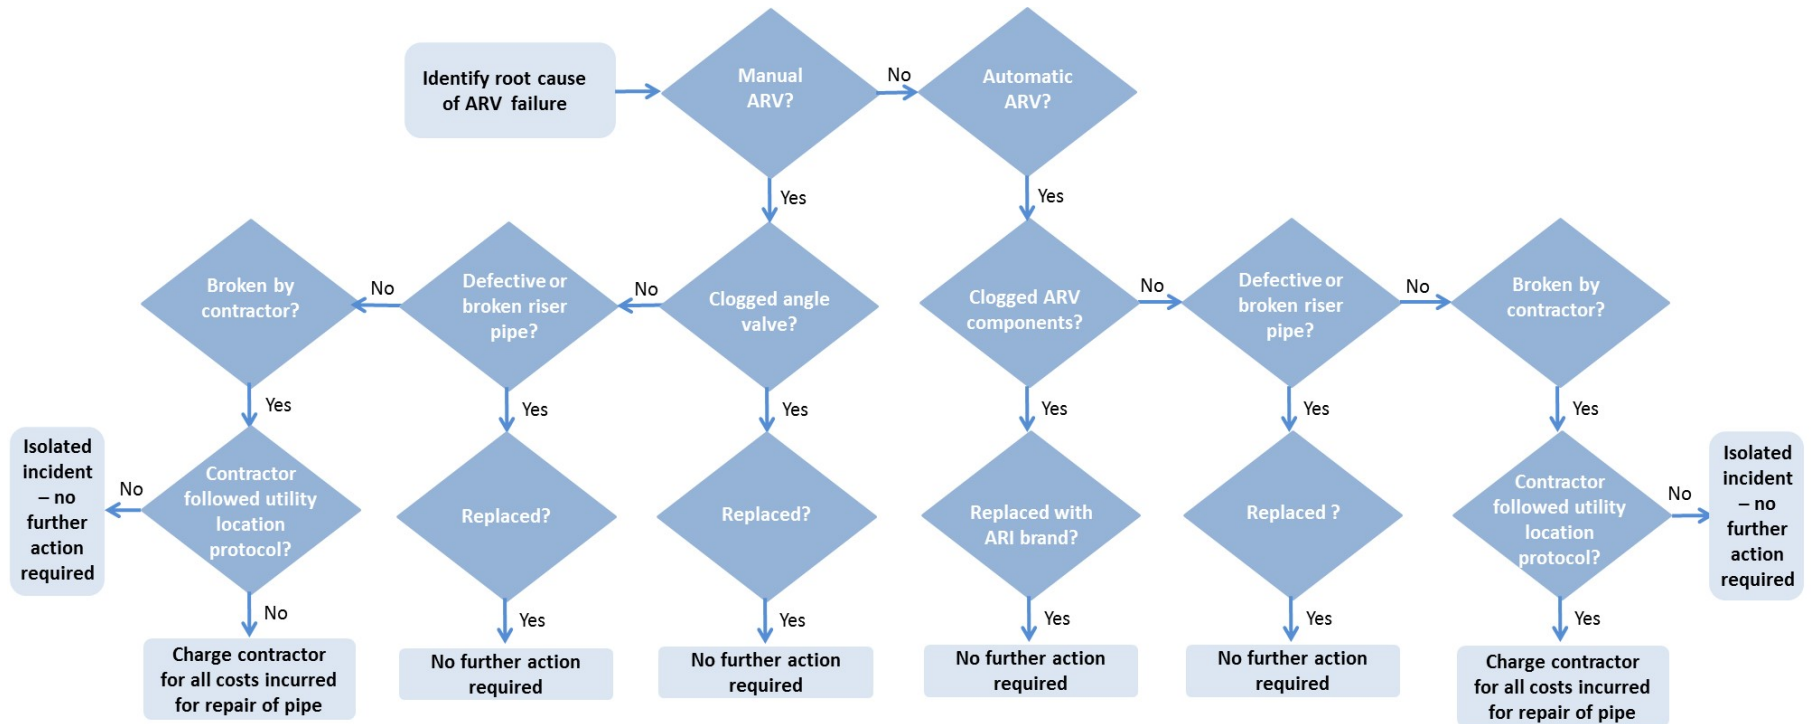 Identify root cause
of ARV failure
Manual
ARV?
No
Automatic
ARV?
Yes
Yes
Broken by
contractor?
No
Defective or
broken riser
pipe?
No
Clogged angle
valve?
Clogged ARV
components?
No
Defective or
broken riser
pipe?
No
Broken by
contractor?
Yes
Yes
Yes
Yes
Yes
Yes
Isolated
incident
– no
further
action
required
No
Contractor
followed utility
location
protocol?
Replaced?
Replaced?
Replaced with
ARI brand?
Replaced ?
Contractor
followed utility
location
protocol?
No
Isolated
incident
– no
further
action
required
No
Yes
Yes
Yes
Yes
Yes
Charge contractor
for all costs incurred
for repair of pipe
No further action
required
No further action
required
No further action
required
No further action
required
Charge contractor
for all costs incurred
for repair of pipe